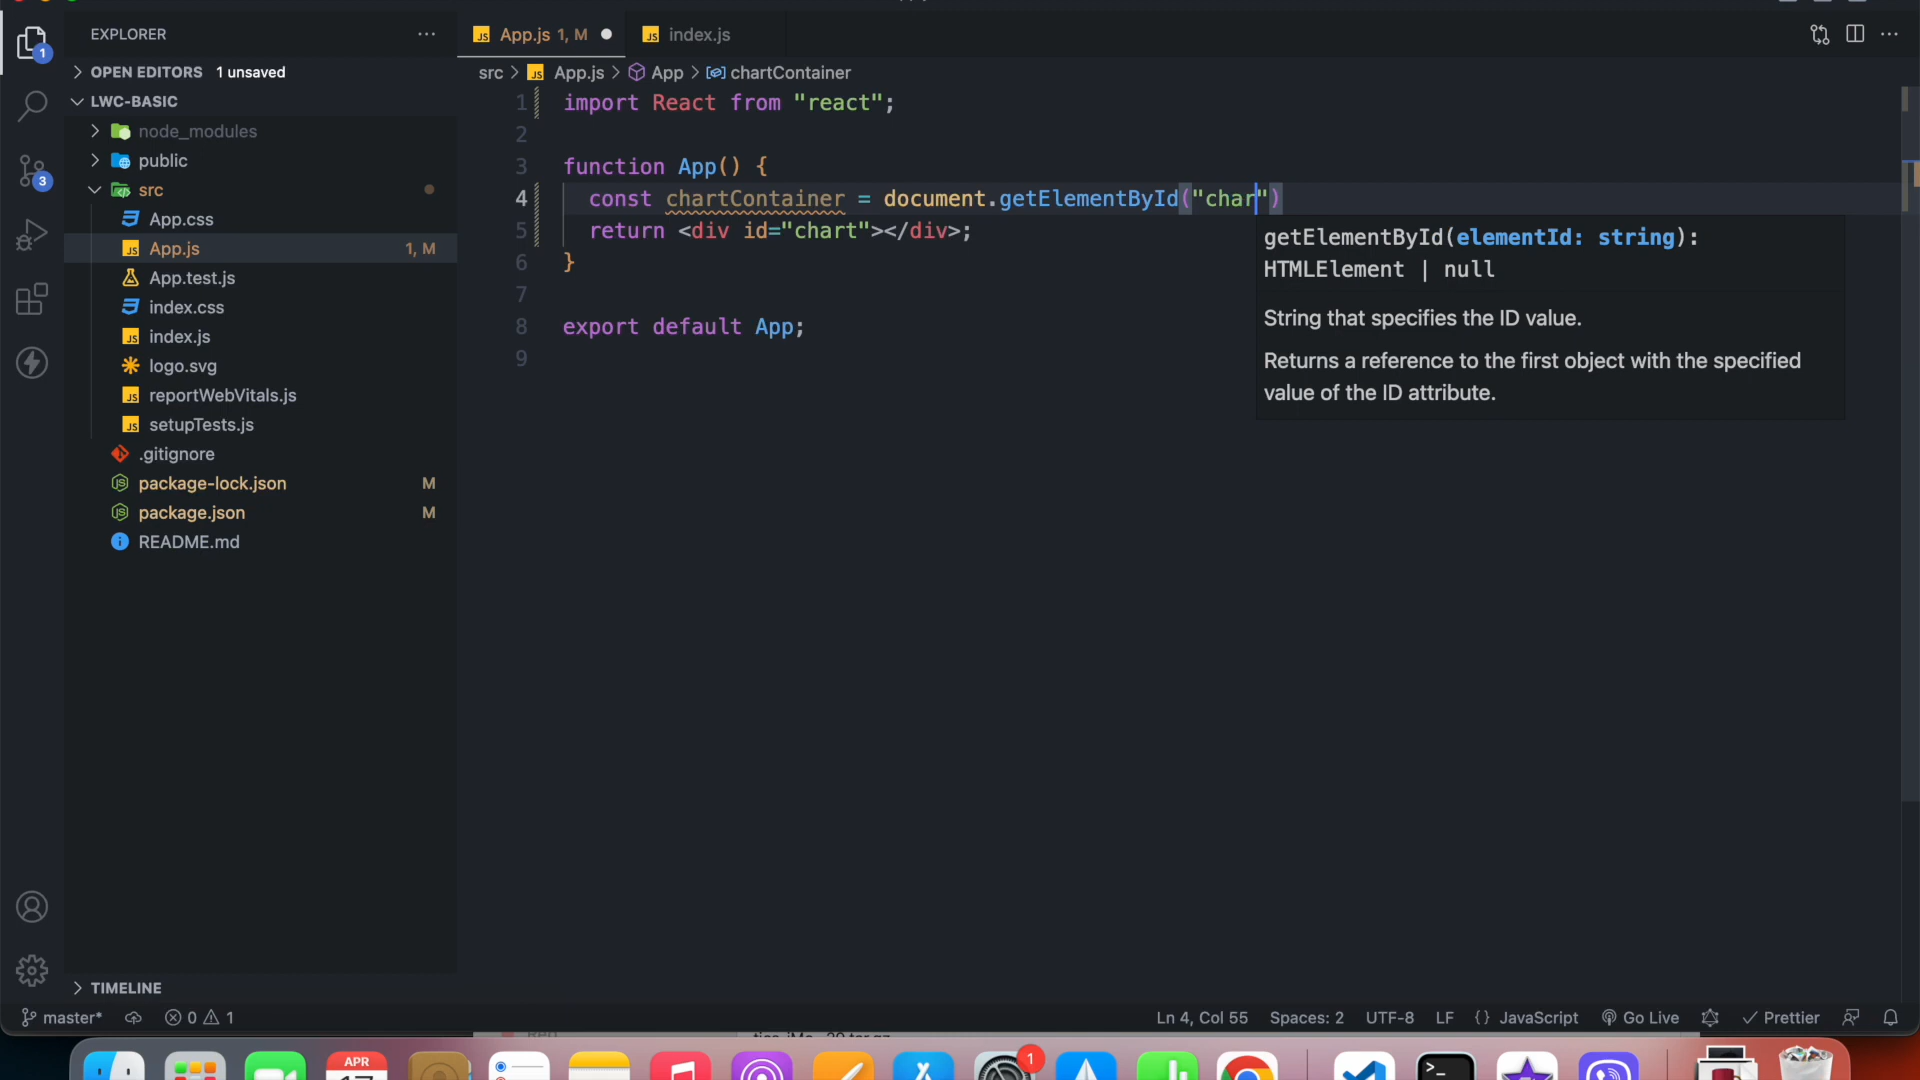 EXPLORER
OPEN EDITORS 1 unsaved
LWC-BASIC
node_modules
public
src
App.css
App.js 1, M
App.test.js
index.css
index.js
logo.svg
reportWebVitals.js
setupTests.js
.gitignore
package-lock.json M
package.json M
README.md
TIMELINE
1
3
JS App.js 1, M
JS index.js
src > JS App.js > App > chartContainer
1 import React from "react";
2
3 function App() {
4 const chartContainer = document.getElementById("char")
5 return <div id="chart"></div>;
6 }
7
8 export default App;
9
getElementById(elementId: string):
HTMLElement | null
String that specifies the ID value.
Returns a reference to the first object with the specified
value of the ID attribute.
master* 0 1 Ln 4, Col 55 Spaces: 2 UTF-8 LF {} JavaScript Go Live Prettier
APR
1